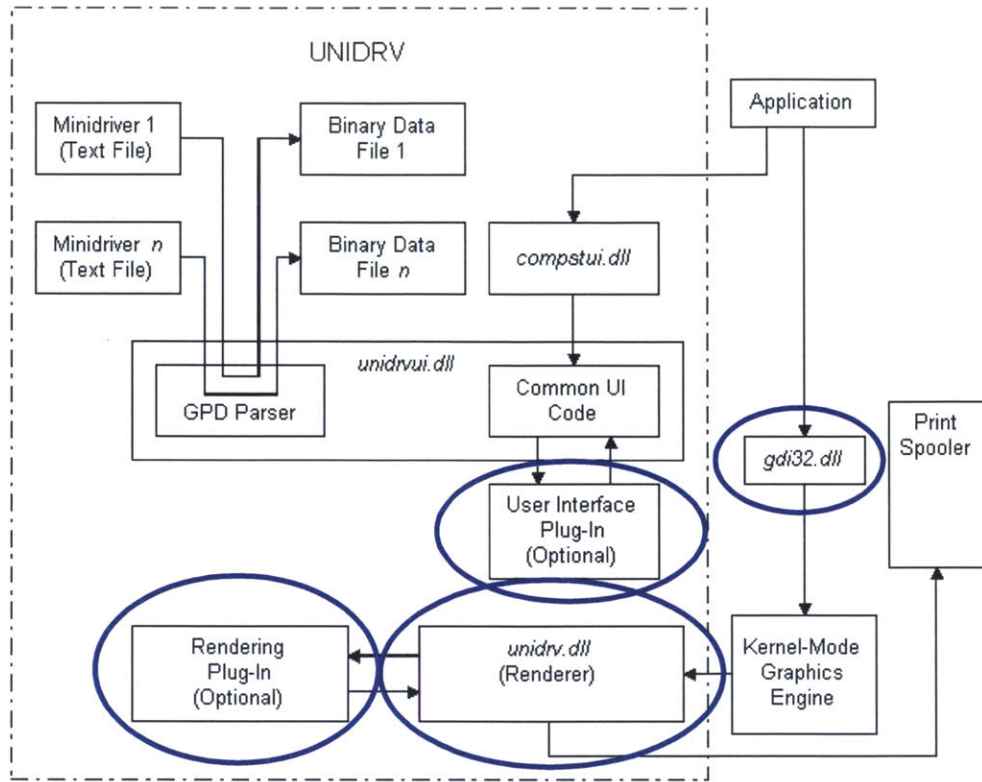 UNIDRV
Minidriver 1
(Text File)
Binary Data
File 1
Application
Minidriver n
(Text File)
Binary Data
File n
compstui.dll
unidrvui.dll
GPD Parser
Common UI
Code
Print
Spooler
gdi32.dll
User Interface
Plug-In
(Optional)
Rendering
Plug-In
(Optional)
unidrv.dll
(Renderer)
Kernel-Mode
Graphics
Engine